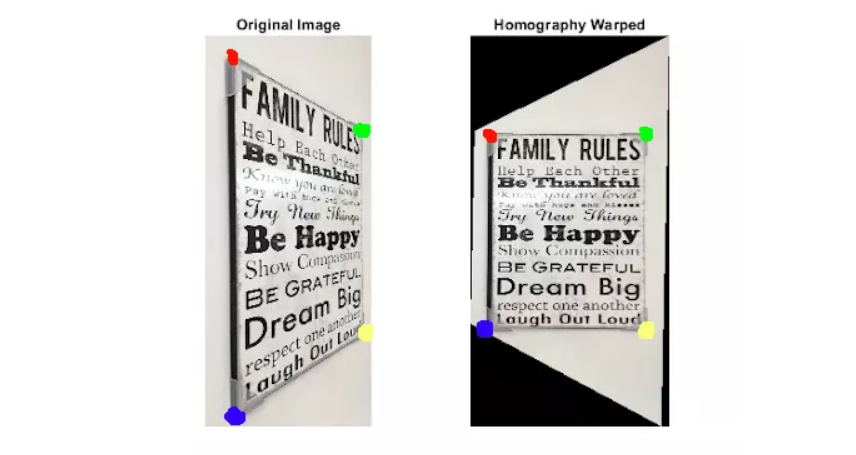 Original Image
FAMILY RULES
Help Each Other
Be Thankful
Know you are loved
Pay with hugs and kisses
Try New Things
Be Happy
Show Compassion
BE GRATEFUL
Dream Big
respect one another
Laugh Out Loud
Homography Warped
FAMILY RULES
Help Each Other
Be Thankful
Know you are loved
Pay with hugs and kisses
Try New Things
Be Happy
Show Compassion
BE GRATEFUL
Dream Big
respect one another
Laugh Out Loud